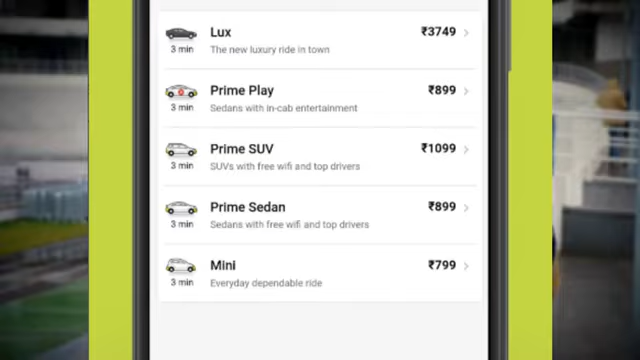 Lux
₹3749
3 min
The new luxury ride in town
Prime Play
₹899
3 min
Sedans with in-cab entertainment
Prime SUV
₹1099
3 min
SUVs with free wifi and top drivers
Prime Sedan
₹899
3 min
Sedans with free wifi and top drivers
Mini
₹799
3 min
Everyday dependable ride